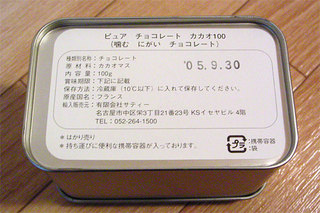 ピュア チョコレート カカオ100
(噛む にがい チョコレート)
種類別名称：チョコレート
原材料：カカオマス
'05.9.30
内容量：100g
賞味期限：下記に記載
保存方法：冷蔵庫（10℃以下）に入れて保存してください。
原産国名：フランス
輸入販売元：有限会社サティー
名古屋市中区栄3丁目21番23号 KSイセヤビル 4階
TEL：052-264-1500
＊はかり売り
＊持ち運びに便利な携帯容器が入っております。
：携帯容器
：袋